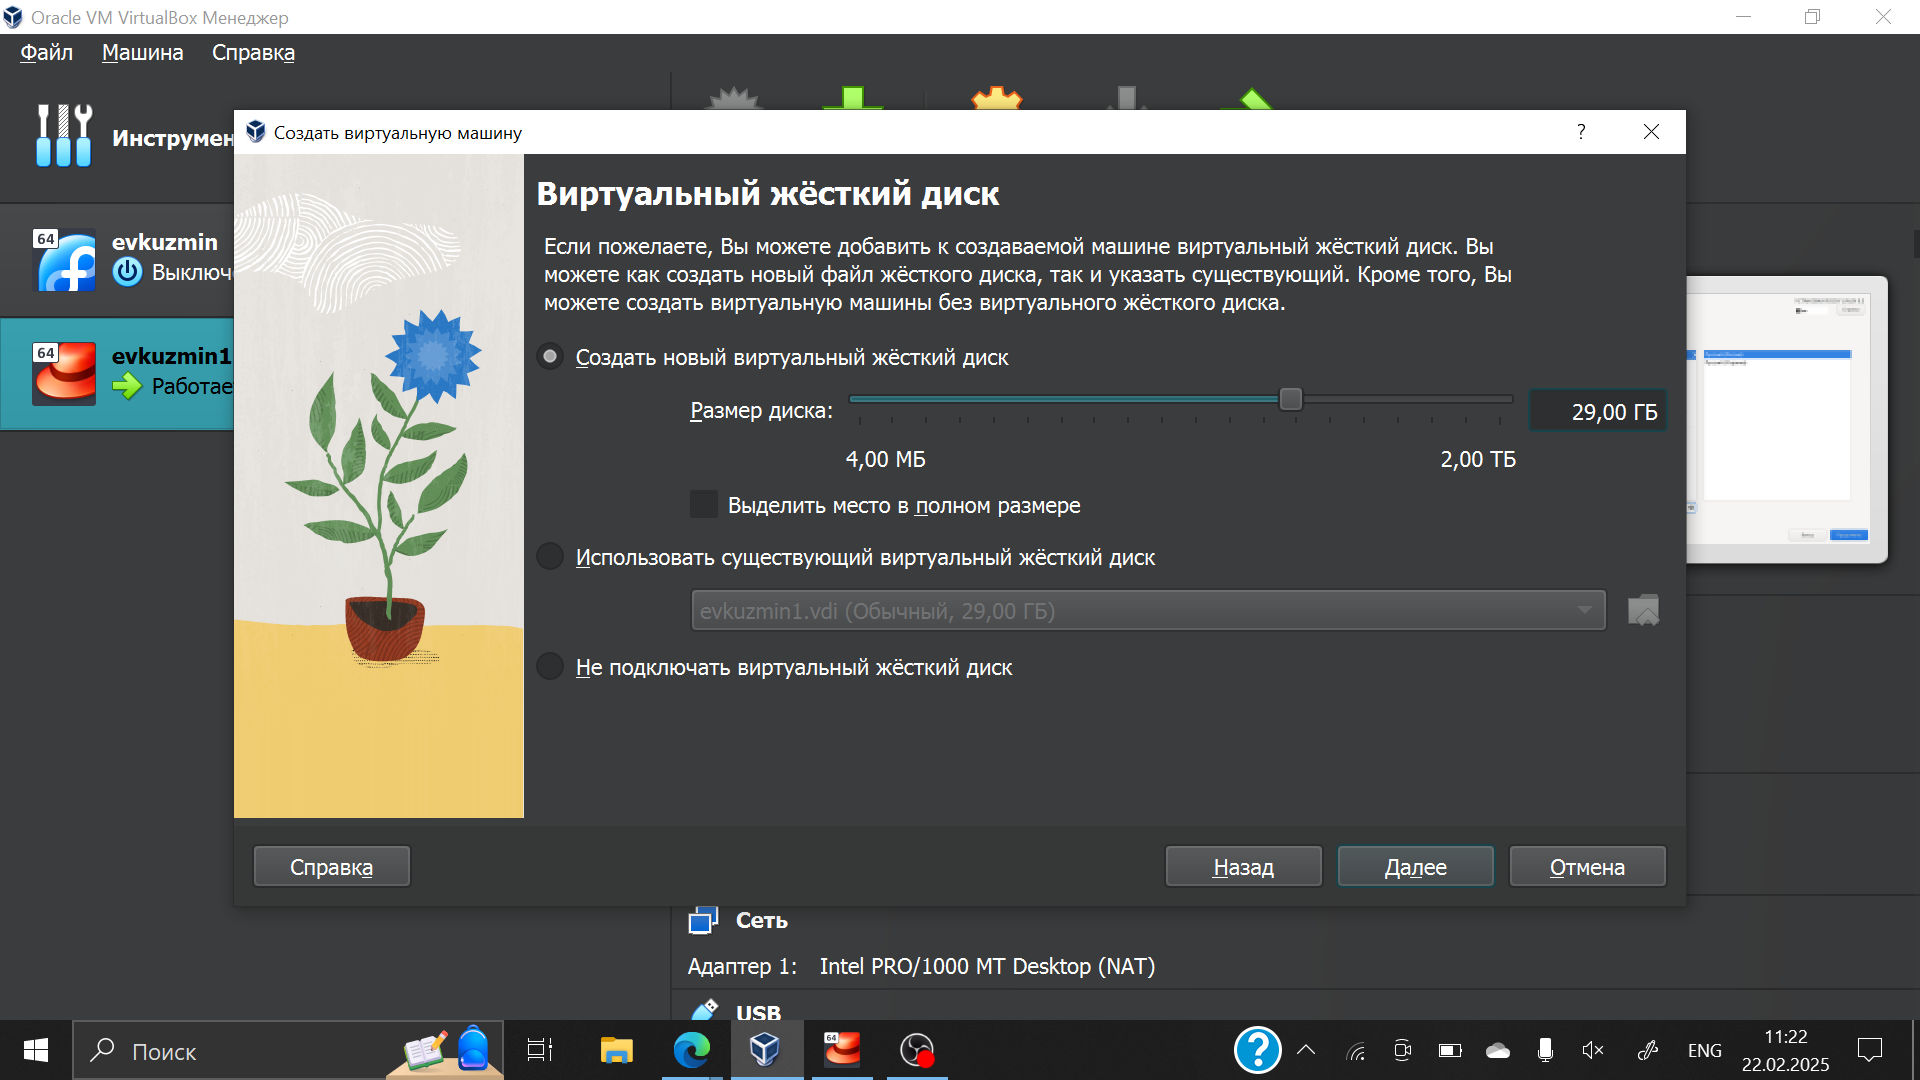 Oracle VM VirtualBox Менеджер
Файл Машина Справка
Инструмен
64 evkuzmin
Выключ
64 evkuzmin1
Работае
Создать виртуальную машину ?
Виртуальный жёсткий диск
Если пожелаете, Вы можете добавить к создаваемой машине виртуальный жёсткий диск. Вы
можете как создать новый файл жёсткого диска, так и указать существующий. Кроме того, Вы
можете создать виртуальную машины без виртуального жёсткого диска.
Создать новый виртуальный жёсткий диск
Размер диска: 29,00 ГБ
4,00 МБ 2,00 ТБ
Выделить место в полном размере
Использовать существующий виртуальный жёсткий диск
evkuzmin1.vdi (Обычный, 29,00 ГБ)
Не подключать виртуальный жёсткий диск
Справка Назад Далее Отмена
Сеть
Адаптер 1: Intel PRO/1000 MT Desktop (NAT)
USB
Поиск 64 ? ENG 11:22
22.02.2025